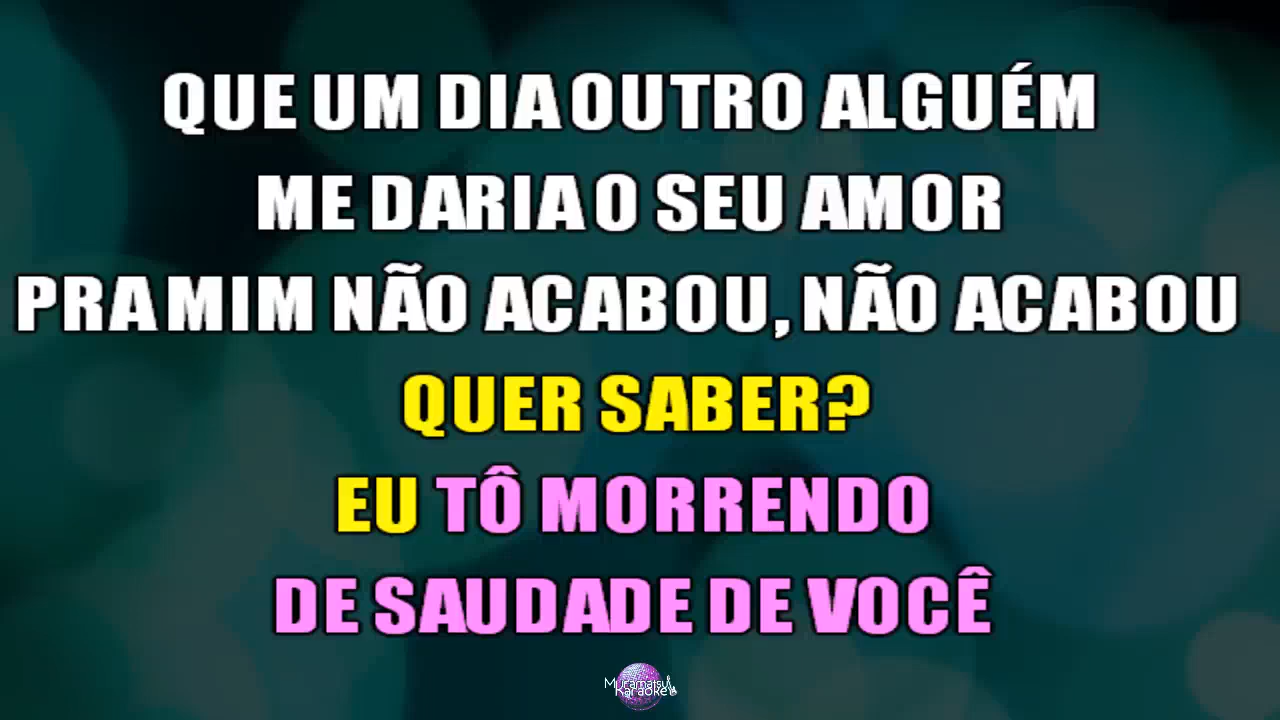 QUE UM DIA OUTRO ALGUÉM
ME DARIA O SEU AMOR
PRA MIM NÃO ACABOU, NÃO ACABOU
QUER SABER?
EU TÔ MORRENDO
DE SAUDADE DE VOCÊ
Muramatsu
Karaokê